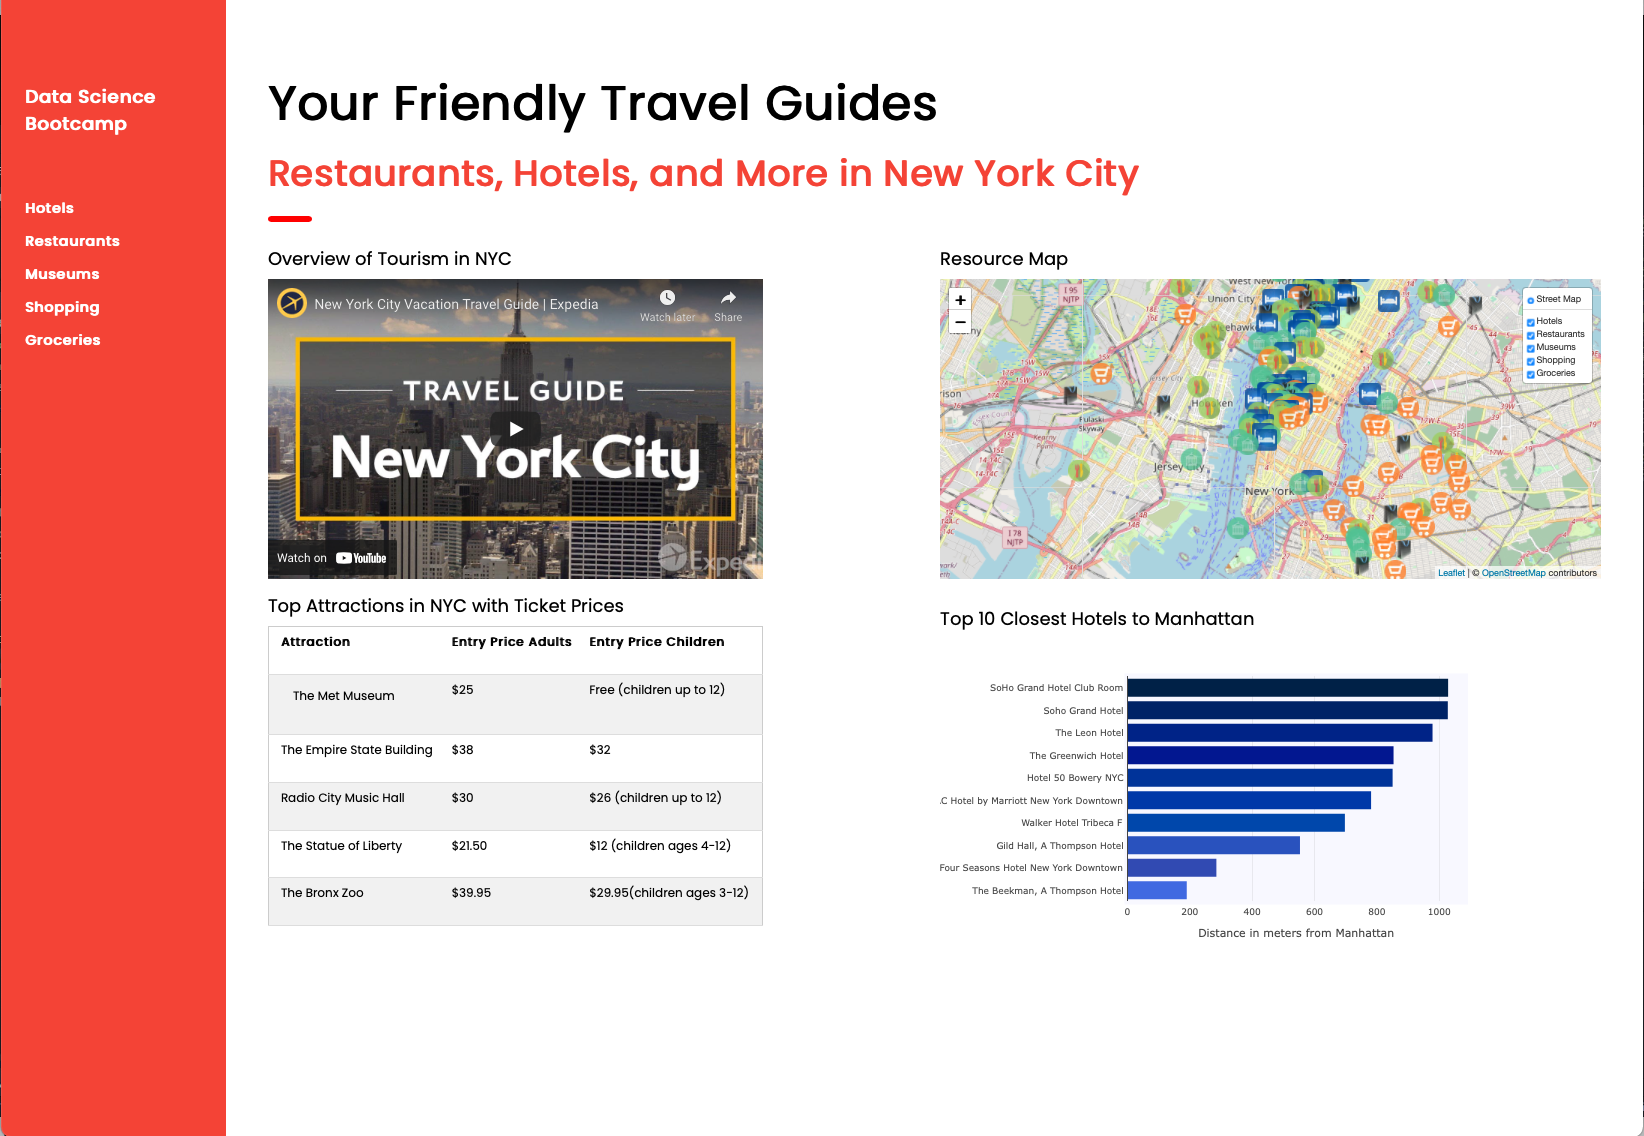 Data Science
Bootcamp
Hotels
Restaurants
Museums
Shopping
Groceries
Your Friendly Travel Guides
Restaurants, Hotels, and More in New York City
Overview of Tourism in NYC
New York City Vacation Travel Guide | Expedia
Watch later
Share
TRAVEL GUIDE
New York City
Watch on YouTube
Expedia
Top Attractions in NYC with Ticket Prices
Attraction Entry Price Adults Entry Price Children
The Met Museum $25 Free (children up to 12)
The Empire State Building $38 $32
Radio City Music Hall $30 $26 (children up to 12)
The Statue of Liberty $21.50 $12 (children ages 4-12)
The Bronx Zoo $39.95 $29.95(children ages 3-12)
Resource Map
+
−
I 95
NJTP
West New York
Union City
Street Map
Hotels
Restaurants
Museums
Shopping
Groceries
Jersey City
Pulaski
Skyway
Jersey City
New York
I 78
NJTP
Leaflet | © OpenStreetMap contributors
Top 10 Closest Hotels to Manhattan
SoHo Grand Hotel Club Room
Soho Grand Hotel
The Leon Hotel
The Greenwich Hotel
Hotel 50 Bowery NYC
.C Hotel by Marriott New York Downtown
Walker Hotel Tribeca F
Gild Hall, A Thompson Hotel
Four Seasons Hotel New York Downtown
The Beekman, A Thompson Hotel
0 200 400 600 800 1000
Distance in meters from Manhattan